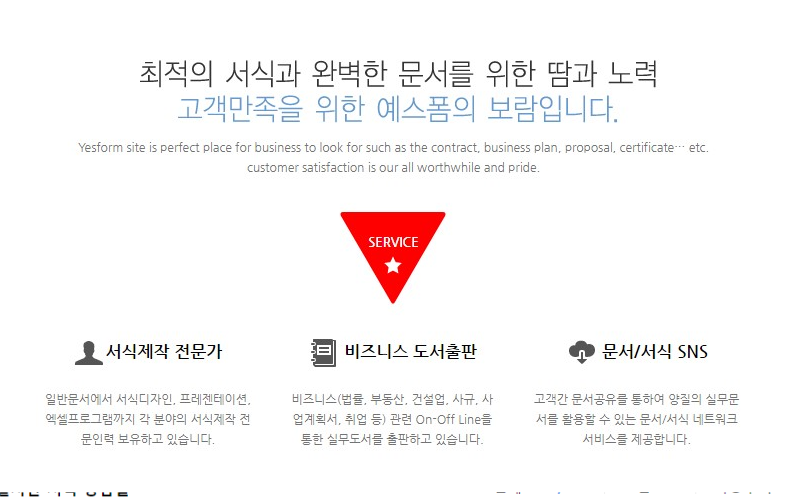 최적의 서식과 완벽한 문서를 위한 땀과 노력
고객만족을 위한 예스폼의 보람입니다.
Yesform site is perfect place for business to look for such as the contract, business plan, proposal, certificate··· etc.
customer satisfaction is our all worthwhile and pride.
SERVICE
서식제작 전문가
일반문서에서 서식디자인, 프레젠테이션,
엑셀프로그램까지 각 분야의 서식제작 전
문인력 보유하고 있습니다.
비즈니스 도서출판
비즈니스(법률, 부동산, 건설업, 사규, 사
업계획서, 취업 등) 관련 On-Off Line을
통한 실무도서를 출판하고 있습니다.
문서/서식 SNS
고객간 문서공유를 통하여 양질의 실무문
서를 활용할 수 있는 문서/서식 네트워크
서비스를 제공합니다.